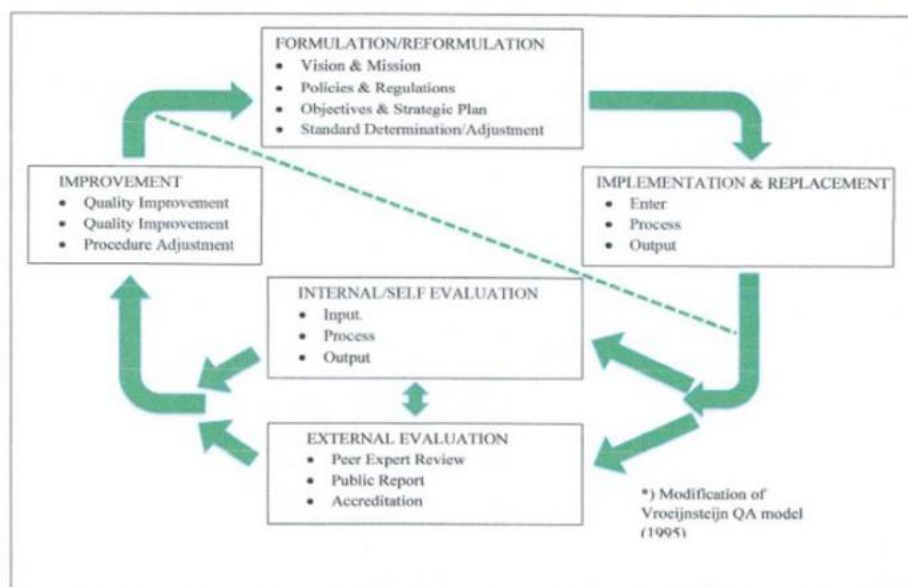 FORMULATION/REFORMULATION
• Vision & Mission
• Policies & Regulations
• Objectives & Strategic Plan
• Standard Determination/Adjustment
IMPROVEMENT
• Quality Improvement
• Quality Improvement
• Procedure Adjustment
IMPLEMENTATION & REPLACEMENT
• Enter
• Process
• Output
INTERNAL/SELF EVALUATION
• Input.
• Process
• Output
EXTERNAL EVALUATION
• Peer Expert Review
• Public Report
• Accreditation
*) Modification of
Vroeijnsteijn QA model
(1995)